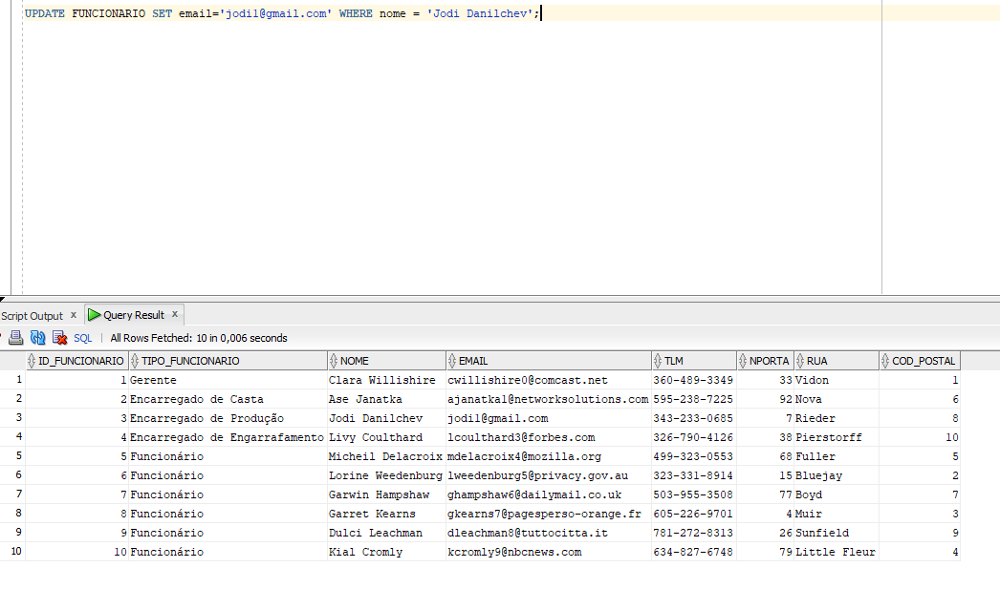 UPDATE FUNCIONARIO SET email='jodil@gmail.com' WHERE nome = 'Jodi Danilchev';
Script Output x Query Result x
SQL | All Rows Fetched: 10 in 0,006 seconds
ID_FUNCIONARIO TIPO_FUNCIONARIO NOME EMAIL TLM NPORTA RUA COD_POSTAL
1 1 Gerente Clara Willishire cwillishire0@comcast.net 360-489-3349 33 Vidon 1
2 2 Encarregado de Casta Ase Janatka ajanatka1@networksolutions.com 595-238-7225 92 Nova 6
3 3 Encarregado de Produção Jodi Danilchev jodil@gmail.com 343-233-0685 7 Rieder 8
4 4 Encarregado de Engarrafamento Livy Coulthard lcoulthard3@forbes.com 326-790-4126 38 Pierstorff 10
5 5 Funcionário Micheil Delacroix mdelacroix4@mozilla.org 499-323-0553 68 Fuller 5
6 6 Funcionário Lorine Weedenburg lweedenburg5@privacy.gov.au 323-331-8914 15 Bluejay 2
7 7 Funcionário Garwin Hampshaw ghampshaw6@dailymail.co.uk 503-955-3508 77 Boyd 7
8 8 Funcionário Garret Kearns gkearns7@pagesperso-orange.fr 605-226-9701 4 Muir 3
9 9 Funcionário Dulci Leachman dleachman8@tuttocitta.it 781-272-8313 26 Sunfield 9
10 10 Funcionário Kial Cromly kcromly9@nbcnews.com 634-827-6748 79 Little Fleur 4